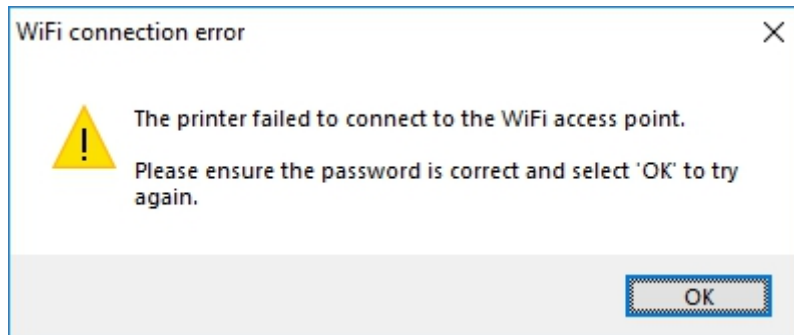 WiFi connection error
The printer failed to connect to the WiFi access point.
Please ensure the password is correct and select 'OK' to try
again.
OK